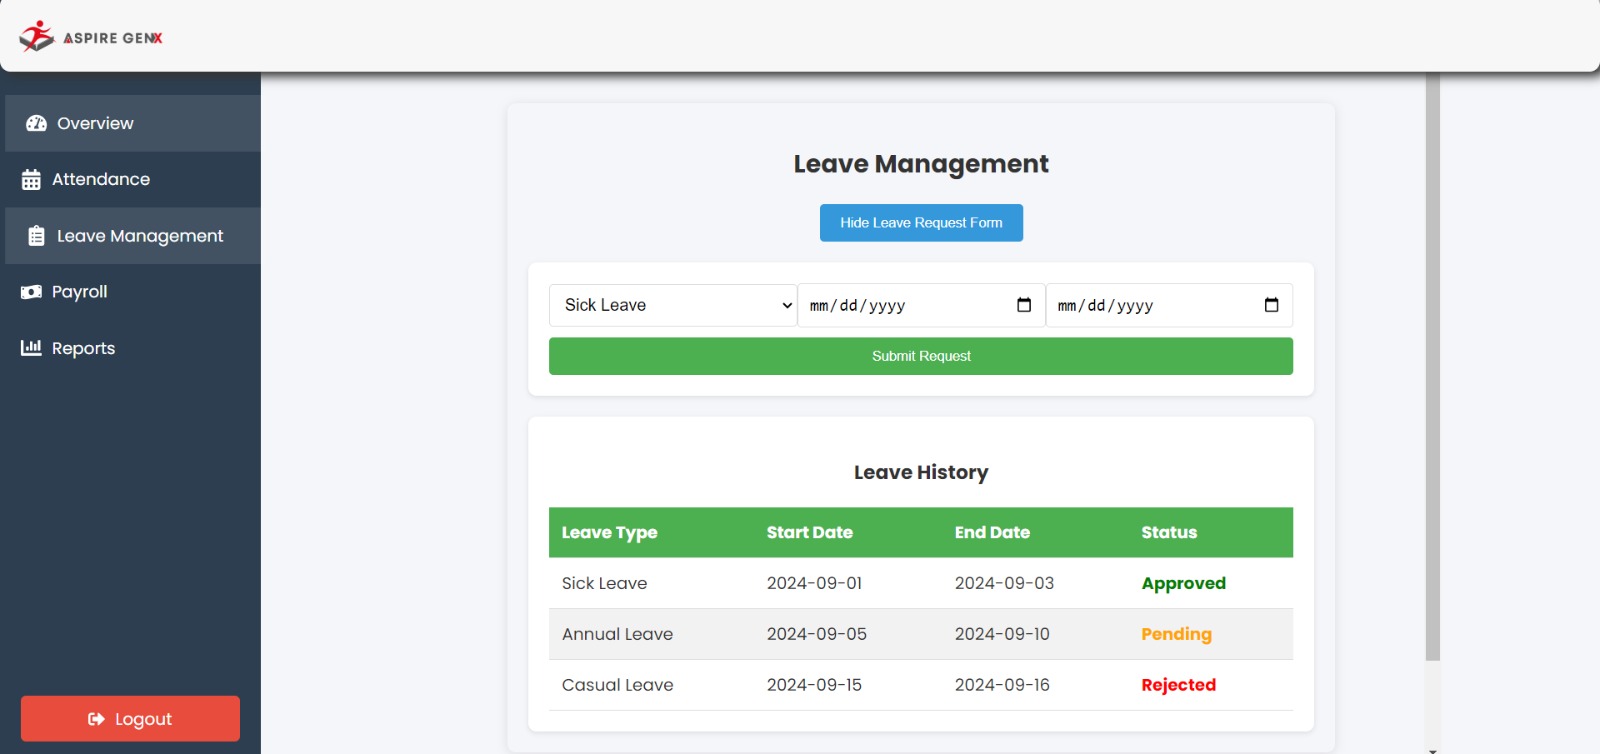 ASPIRE GENX
Overview
Attendance
Leave Management
Payroll
Reports
Logout
Leave Management
Hide Leave Request Form
Sick Leave mm/dd/yyyy mm/dd/yyyy
Submit Request
Leave History
Leave Type Start Date End Date Status
Sick Leave 2024-09-01 2024-09-03 Approved
Annual Leave 2024-09-05 2024-09-10 Pending
Casual Leave 2024-09-15 2024-09-16 Rejected